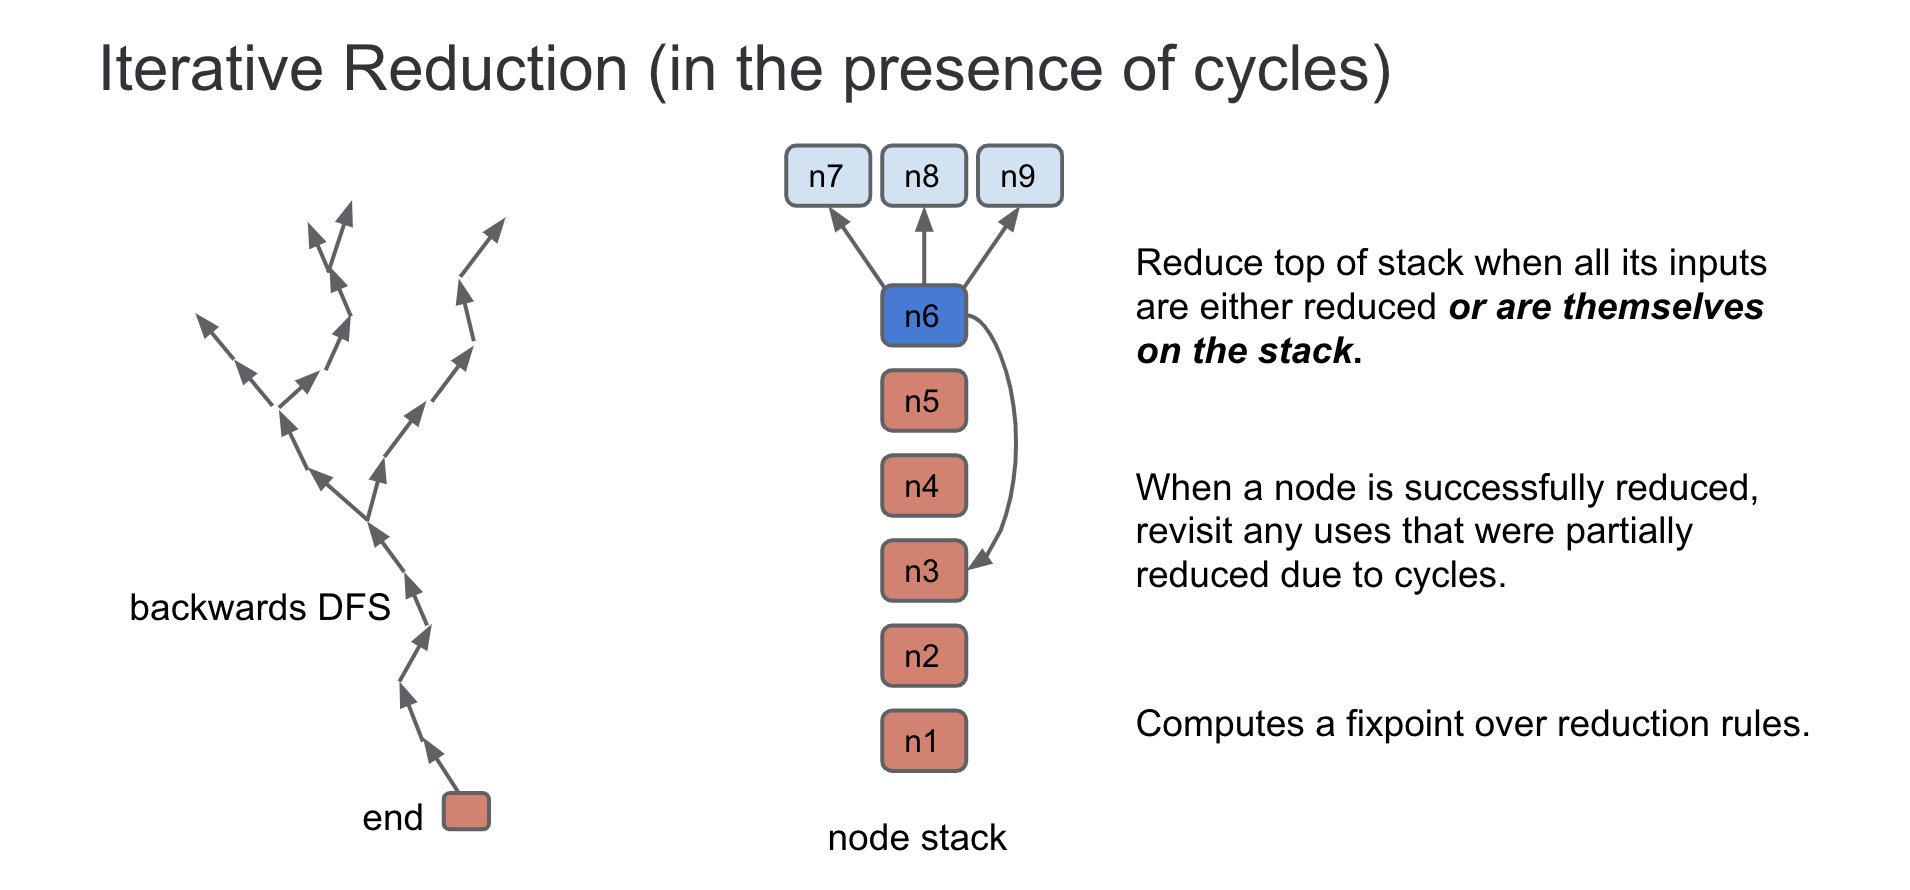 Iterative Reduction (in the presence of cycles)
n7 n8 n9
n6
n5
n4
n3
n2
n1
node stack
backwards DFS
end
Reduce top of stack when all its inputs
are either reduced or are themselves
on the stack.
When a node is successfully reduced,
revisit any uses that were partially
reduced due to cycles.
Computes a fixpoint over reduction rules.